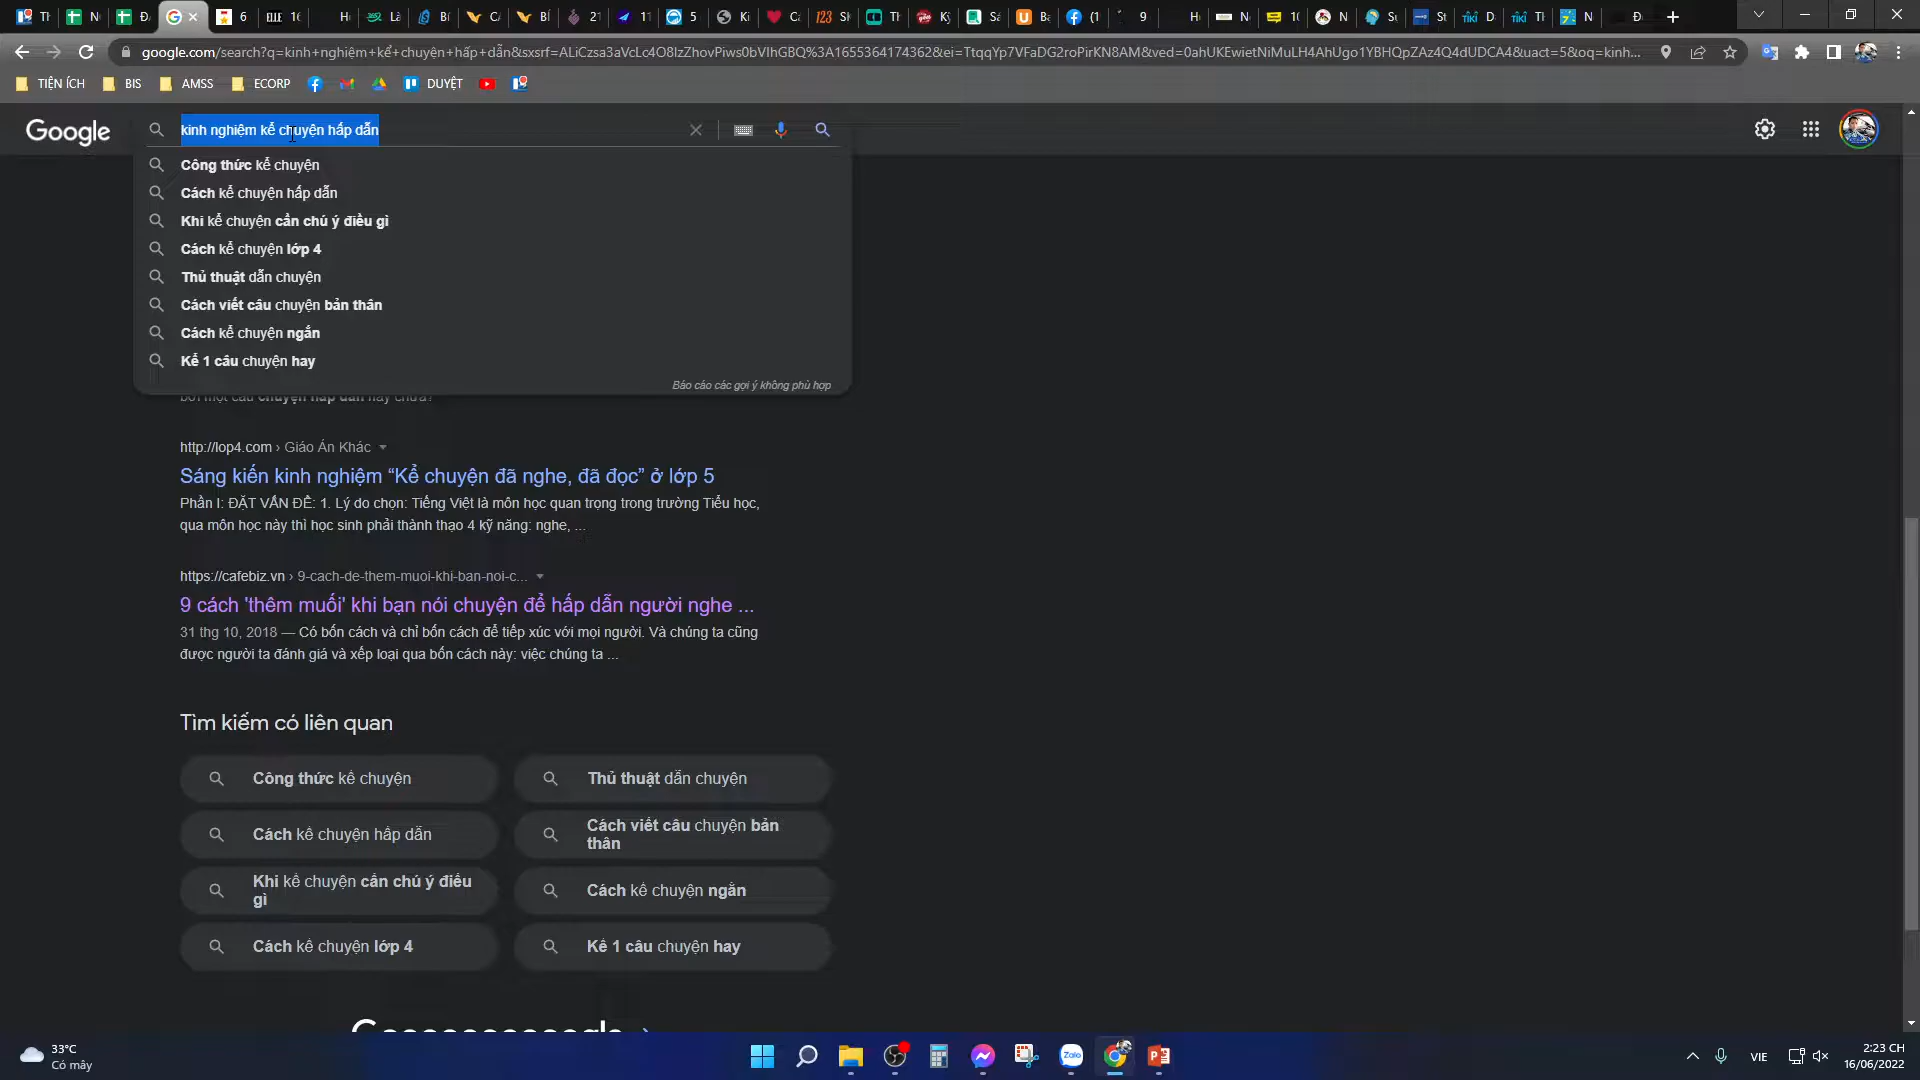 google.com/search?q=kinh+nghiệm+kể+chuyện+hấp+dẫn&sxsrf=ALiCzsa3aVcLc4O8IzZhovPiws0bVIhGBQ%3A1655364174362&ei=TtqqYp7VFaDG2roPirKN8AM&ved=0ahUKEwietNiMuLH4AhUgo1YBHQpZAz4Q4dUDCA4&uact=5&oq=kinh...
TIỆN ÍCH BIS AMSS ECORP DUYỆT
Google kinh nghiệm kể chuyện hấp dẫn
Công thức kể chuyện
Cách kể chuyện hấp dẫn
Khi kể chuyện cần chú ý điều gì
Cách kể chuyện lớp 4
Thủ thuật dẫn chuyện
Cách viết câu chuyện bản thân
Cách kể chuyện ngắn
Kể 1 câu chuyện hay
Báo cáo các gợi ý không phù hợp
http://lop4.com › Giáo Án Khác
Sáng kiến kinh nghiệm “Kể chuyện đã nghe, đã đọc” ở lớp 5
Phần I: ĐẶT VẤN ĐỀ: 1. Lý do chọn: Tiếng Việt là môn học quan trọng trong trường Tiểu học,
qua môn học này thì học sinh phải thành thạo 4 kỹ năng: nghe, ...
https://cafebiz.vn › 9-cach-de-them-muoi-khi-ban-noi-c...
9 cách 'thêm muối' khi bạn nói chuyện để hấp dẫn người nghe ...
31 thg 10, 2018 — Có bốn cách và chỉ bốn cách để tiếp xúc với mọi người. Và chúng ta cũng
được người ta đánh giá và xếp loại qua bốn cách này: việc chúng ta ...
Tìm kiếm có liên quan
Công thức kể chuyện
Thủ thuật dẫn chuyện
Cách kể chuyện hấp dẫn
Cách viết câu chuyện bản
thân
Khi kể chuyện cần chú ý điều
gì
Cách kể chuyện ngắn
Cách kể chuyện lớp 4
Kể 1 câu chuyện hay
33°C
Có mây
Zalo
VIE
2:23 CH
16/06/2022